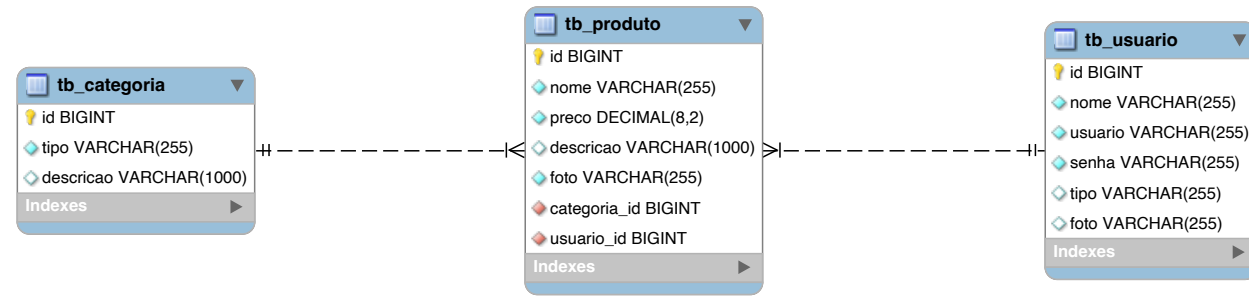 tb_categoria
id BIGINT
tipo VARCHAR(255)
descricao VARCHAR(1000)
Indexes
tb_produto
id BIGINT
nome VARCHAR(255)
preco DECIMAL(8,2)
descricao VARCHAR(1000)
foto VARCHAR(255)
categoria_id BIGINT
usuario_id BIGINT
Indexes
tb_usuario
id BIGINT
nome VARCHAR(255)
usuario VARCHAR(255)
senha VARCHAR(255)
tipo VARCHAR(255)
foto VARCHAR(255)
Indexes